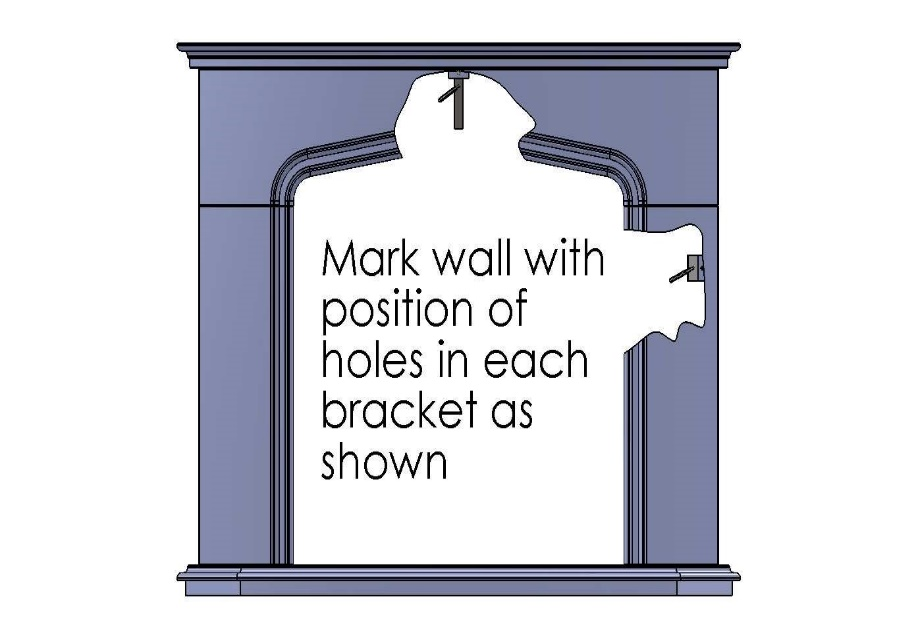 Mark wall with
position of
holes in each
bracket as
shown